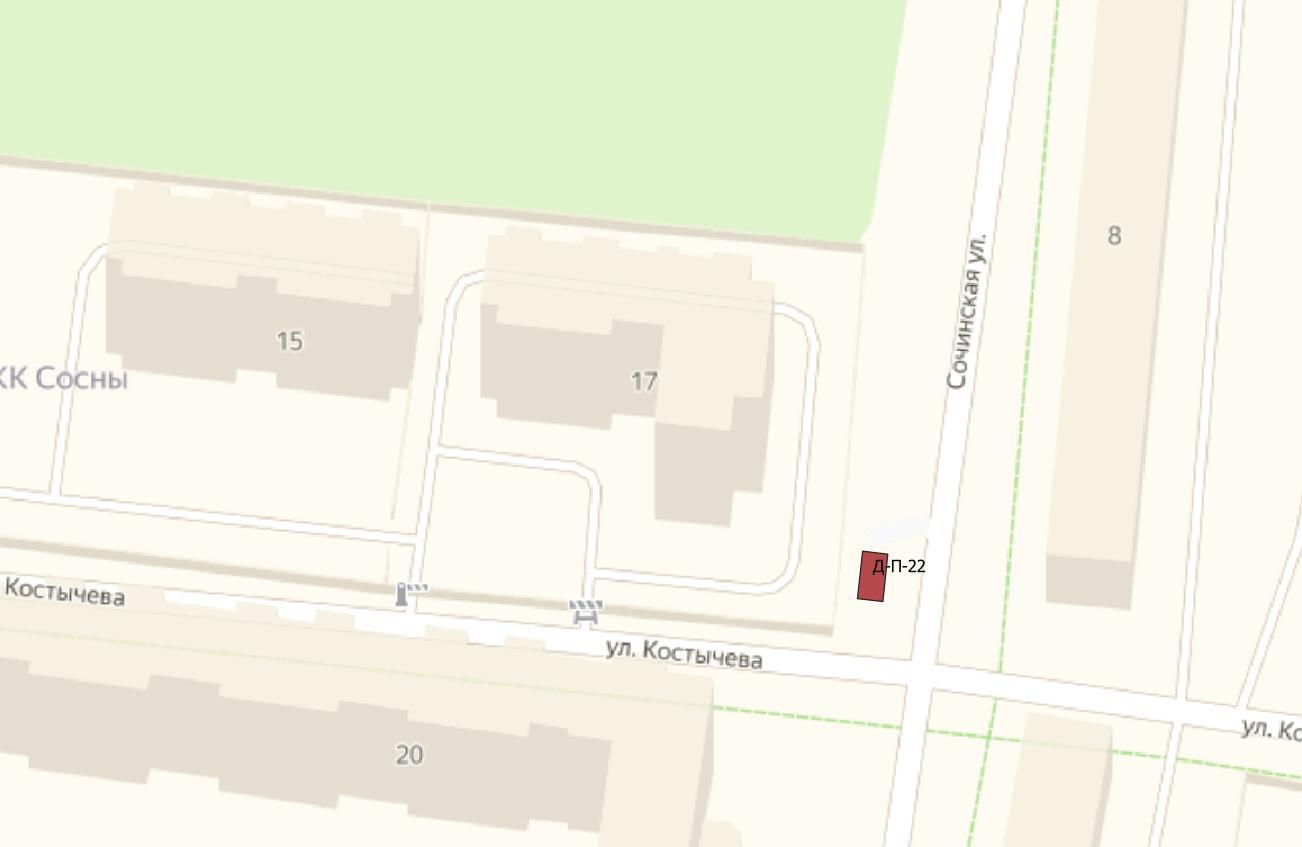 8
Сочинская ул.
15
17
КК Сосны
Д-П-22
Костычева
ул. Костычева
ул. Ко
20